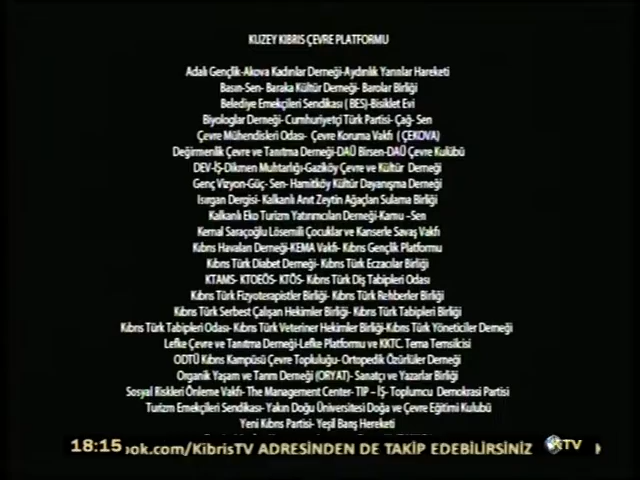 KUZEY KIBRIS ÇEVRE PLATFORMU
Adalı Gençlik-Akova Kadınlar Derneği-Aydınlık Yarınlar Hareketi
Basın-Sen- Baraka Kültür Derneği- Barolar Birliği
Belediye Emekçileri Sendikası ( BES)-Bisiklet Evi
Biyologlar Derneği- Cumhuriyetçi Türk Partisi- Çağ- Sen
Çevre Mühendisleri Odası- Çevre Koruma Vakfı ( ÇEKOVA)
Değirmenlik Çevre ve Tanıtma Derneği-DAÜ Birsen-DAÜ Çevre Kulübü
DEV-İŞ-Dikmen Muhtarlığı-Gaziköy Çevre ve Kültür Derneği
Genç Vizyon-Güç- Sen- Hamitköy Kültür Dayanışma Derneği
Isırgan Dergisi- Kalkanlı Anıt Zeytin Ağaçları Sulama Birliği
Kalkanlı Eko Turizm Yatırımcıları Derneği-Kamu –Sen
Kemal Saraçoğlu Lösemili Çocuklar ve Kanserle Savaş Vakfı
Kıbrıs Havaları Derneği-KEMA Vakfı- Kıbrıs Gençlik Platformu
Kıbrıs Türk Diabet Derneği- Kıbrıs Türk Eczacılar Birliği
KTAMS- KTOEÖS- KTÖS- Kıbrıs Türk Diş Tabipleri Odası
Kıbrıs Türk Fizyoterapistler Birliği- Kıbrıs Türk Rehberler Birliği
Kıbrıs Türk Serbest Çalışan Hekimler Birliği- Kıbrıs Türk Tabipleri Birliği
Kıbrıs Türk Tabipleri Odası- Kıbrıs Türk Veteriner Hekimler Birliği-Kıbrıs Türk Yöneticiler Derneği
Lefke Çevre ve Tanıtma Derneği-Lefke Platformu ve KKTC. Tema Temsilcisi
ODTÜ Kıbrıs Kampüsü Çevre Topluluğu- Ortopedik Özürlüler Derneği
Organik Yaşam ve Tarım Derneği (ORYAT)- Sanatçı ve Yazarlar Birliği
Sosyal Riskleri Önleme Vakfı- The Management Center- TIP – İŞ- Toplumcu Demokrasi Partisi
Turizm Emekçileri Sendikası- Yakın Doğu Üniversitesi Doğa ve Çevre Eğitimi Kulubü
Yeni Kıbrıs Partisi- Yeşil Barış Hareketi
18:15 ook.com/KibrisTV ADRESİNDEN DE TAKİP EDEBİLİRSİNİZ KTV